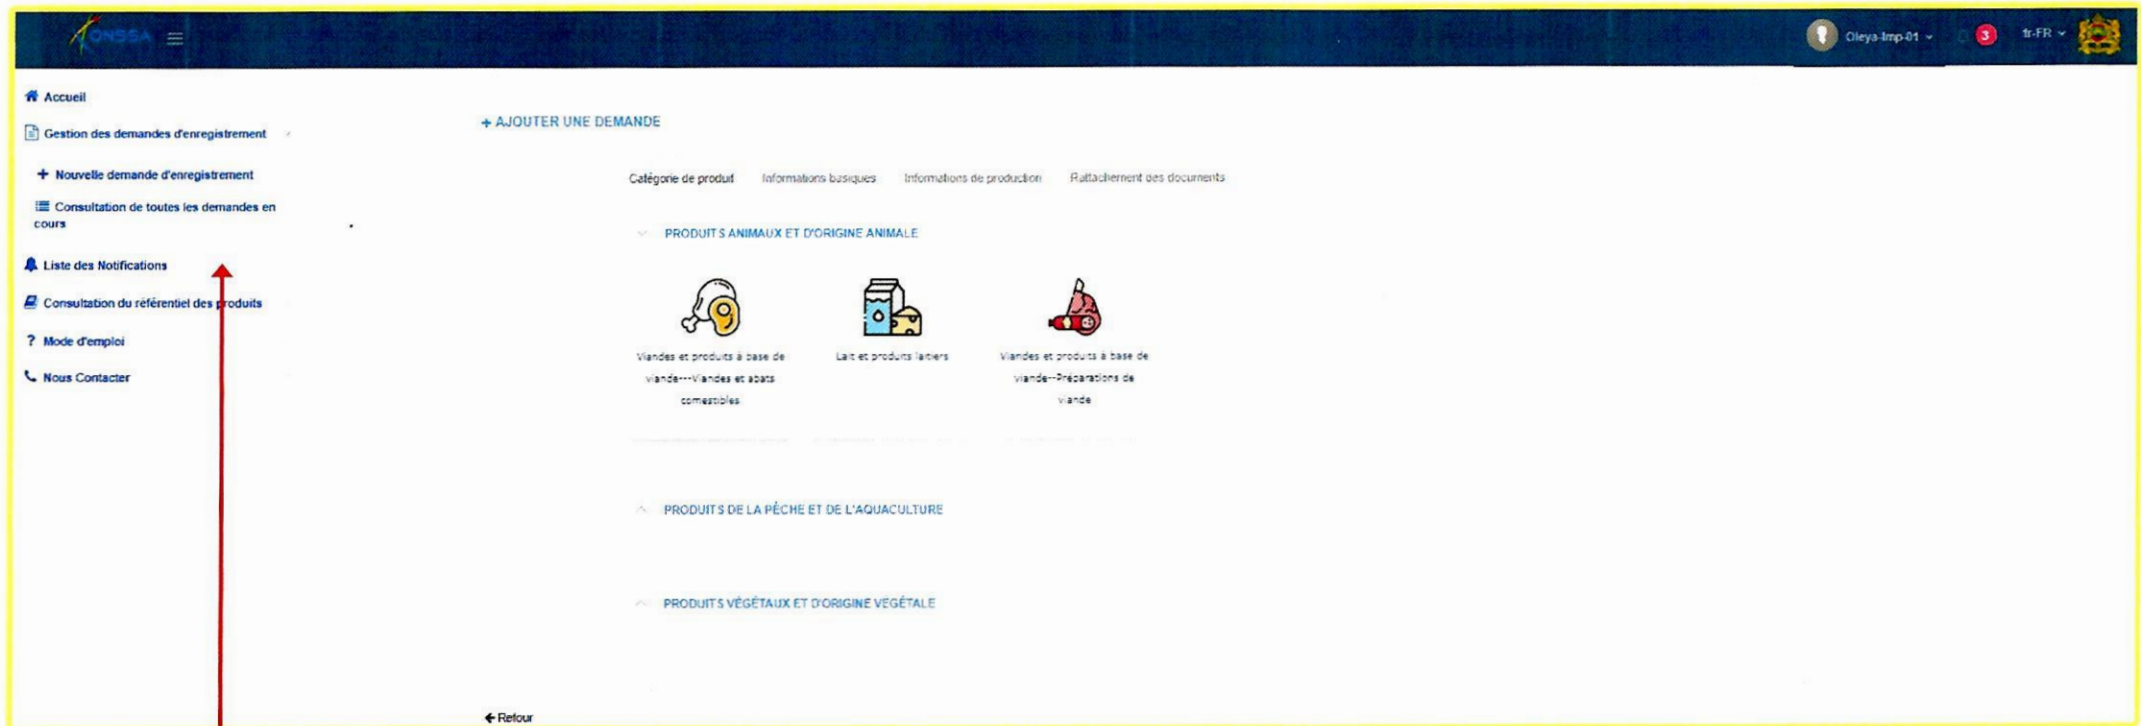 ONSSA
Oleya-Imp-01
3
fr-FR
Accueil
Gestion des demandes d'enregistrement
+ Nouvelle demande d'enregistrement
Consultation de toutes les demandes en
cours
Liste des Notifications
Consultation du référentiel des produits
? Mode d'emploi
Nous Contacter
+ AJOUTER UNE DEMANDE
Catégorie de produit Informations basiques Informations de production Rattachement des documents
PRODUITS ANIMAUX ET D'ORIGINE ANIMALE
Viandes et produits à base de
viande---Viandes et abats
comestibles
Lait et produits laitiers
Viandes et produits à base de
viande--Préparations de
viande
PRODUITS DE LA PÊCHE ET DE L'AQUACULTURE
PRODUITS VÉGÉTAUX ET D'ORIGINE VEGÉTALE
← Retour